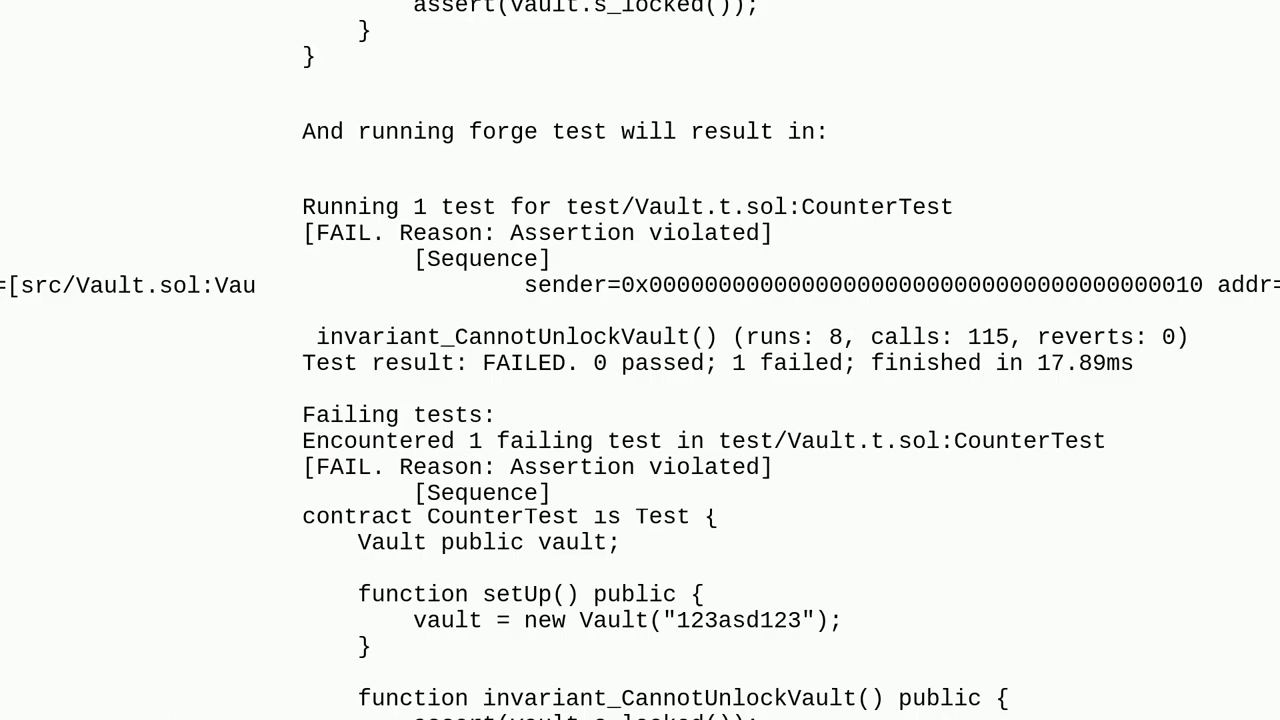 assert(vault.s_locked());
}
}
And running forge test will result in:
Running 1 test for test/Vault.t.sol:CounterTest
[FAIL. Reason: Assertion violated]
[Sequence]
=[src/Vault.sol:Vau sender=0x0000000000000000000000000000000000000010 addr=
invariant_CannotUnlockVault() (runs: 8, calls: 115, reverts: 0)
Test result: FAILED. 0 passed; 1 failed; finished in 17.89ms
Failing tests:
Encountered 1 failing test in test/Vault.t.sol:CounterTest
[FAIL. Reason: Assertion violated]
[Sequence]
contract CounterTest is Test {
Vault public vault;
function setUp() public {
vault = new Vault("123asd123");
}
function invariant_CannotUnlockVault() public {
assert(vault.s_locked());